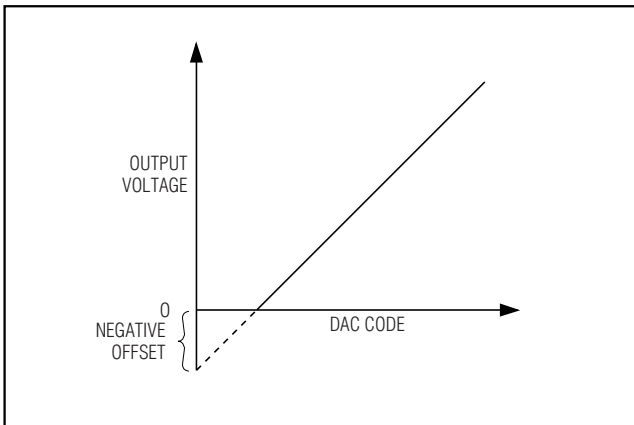 OUTPUT
VOLTAGE
0
NEGATIVE
OFFSET
DAC CODE